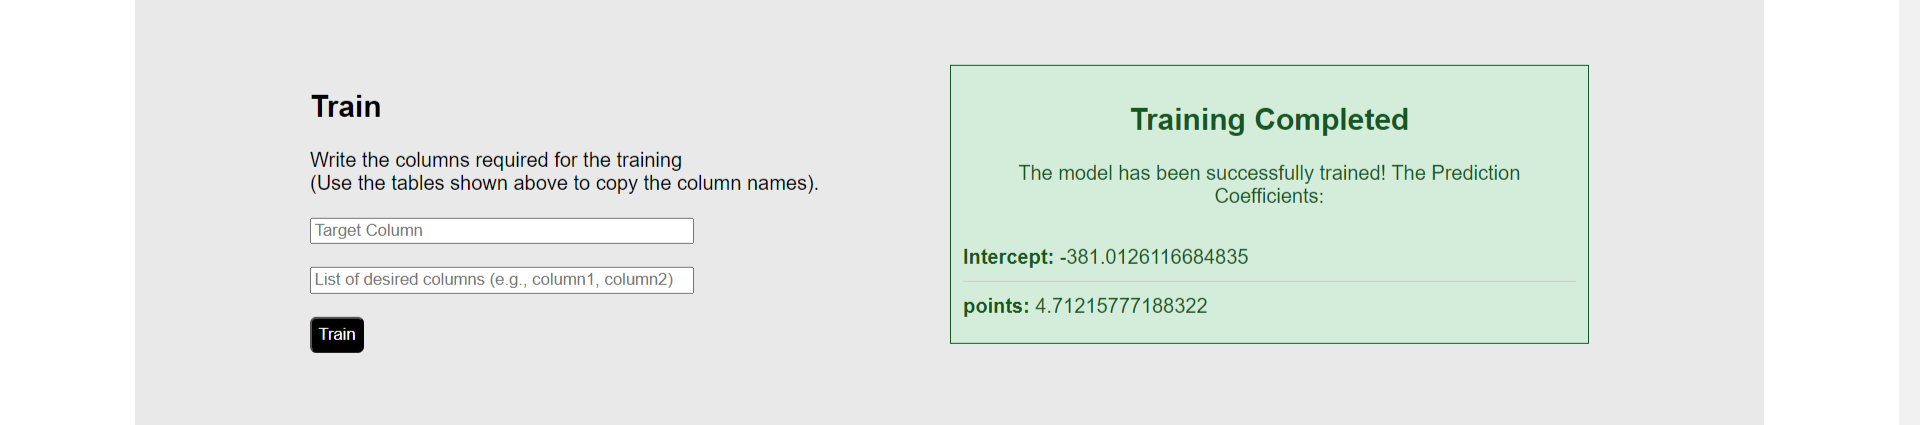 Train
Write the columns required for the training
(Use the tables shown above to copy the column names).
Target Column
List of desired columns (e.g., column1, column2)
Train
Training Completed
The model has been successfully trained! The Prediction
Coefficients:
Intercept: -381.0126116684835
points: 4.71215777188322